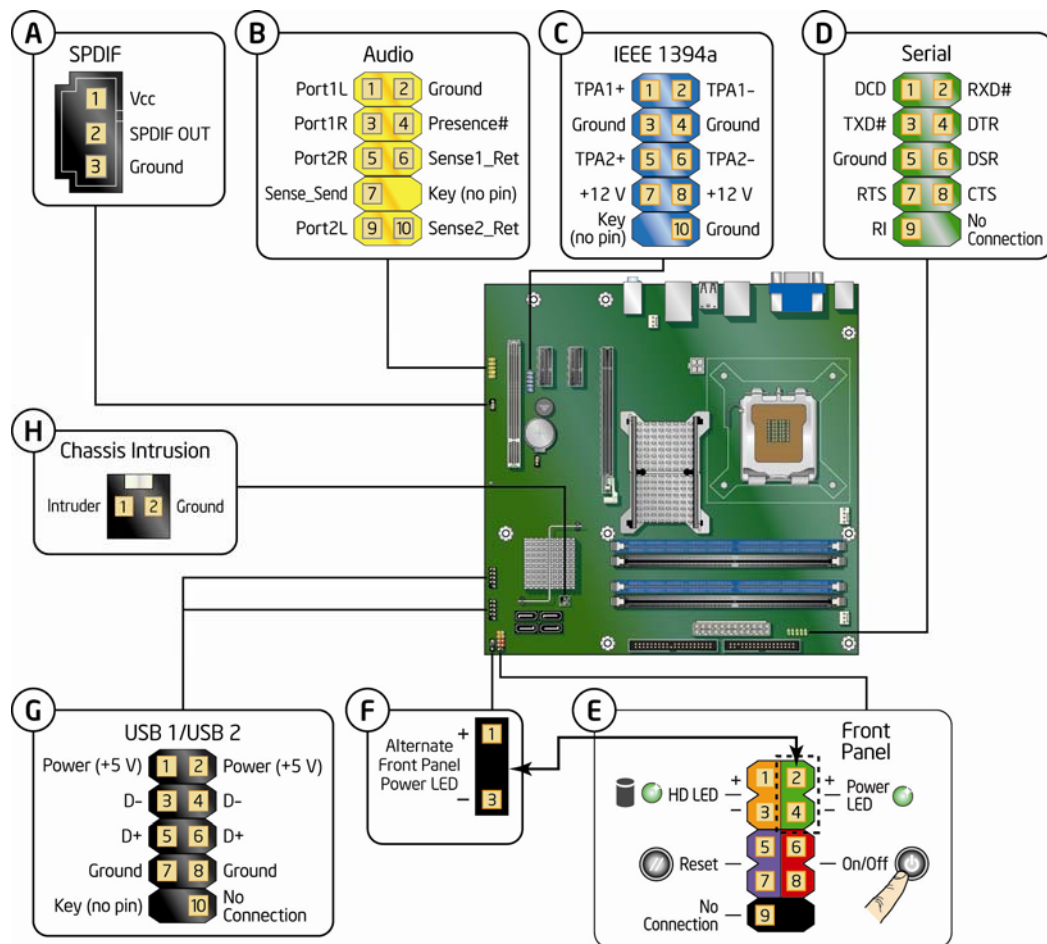 A
SPDIF
1 Vcc
2 SPDIF OUT
3 Ground
B
Audio
Port1L 1 2 Ground
Port1R 3 4 Presence#
Port2R 5 6 Sense1_Ret
Sense_Send 7 Key (no pin)
Port2L 9 10 Sense2_Ret
C
IEEE 1394a
TPA1+ 1 2 TPA1-
Ground 3 4 Ground
TPA2+ 5 6 TPA2-
+12 V 7 8 +12 V
Key
(no pin) 10 Ground
D
Serial
DCD 1 2 RXD#
TXD# 3 4 DTR
Ground 5 6 DSR
RTS 7 8 CTS
RI 9 No
Connection
H
Chassis Intrusion
Intruder 1 2 Ground
G
USB 1/USB 2
Power (+5 V) 1 2 Power (+5 V)
D- 3 4 D-
D+ 5 6 D+
Ground 7 8 Ground
Key (no pin) 10 No
Connection
F
+ 1
Alternate
Front Panel
Power LED
- 3
E
Front
Panel
+ 1 2 +
HD LED Power
LED
- 3 4 -
5 6
Reset On/Off
7 8
No
Connection 9